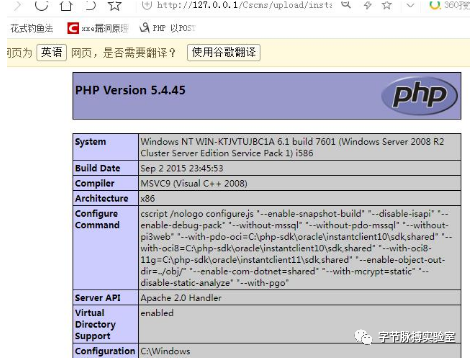 http://127.0.0.1/Cscms/upload/inst
360
花式钓鱼法
xxe漏洞原理
PHP 以POST
网页为 英语 网页，是否需要翻译？ 使用谷歌翻译
PHP Version 5.4.45
php
System
Windows NT WIN-KTJVTUJBC1A 6.1 build 7601 (Windows Server 2008 R2
Cluster Server Edition Service Pack 1) i586
Build Date
Sep 2 2015 23:45:53
Compiler
MSVC9 (Visual C++ 2008)
Architecture
x86
Configure
Command
cscript /nologo configure.js "--enable-snapshot-build" "--disable-isapi" "--
enable-debug-pack" "--without-mssql" "--without-pdo-mssql" "--without-
pi3web" "--with-pdo-oci=C:\php-sdk\oracle\instantclient10\sdk,shared" "--
with-oci8=C:\php-sdk\oracle\instantclient10\sdk,shared" "--with-oci8-
11g=C:\php-sdk\oracle\instantclient11\sdk,shared" "--enable-object-out-
dir=../obj/" "--enable-com-dotnet=shared" "--with-mcrypt=static" "--
disable-static-analyze" "--with-pgo"
Server API
Apache 2.0 Handler
Virtual
Directory
Support
enabled
Configuration
C:\Windows
字节脉搏实验室